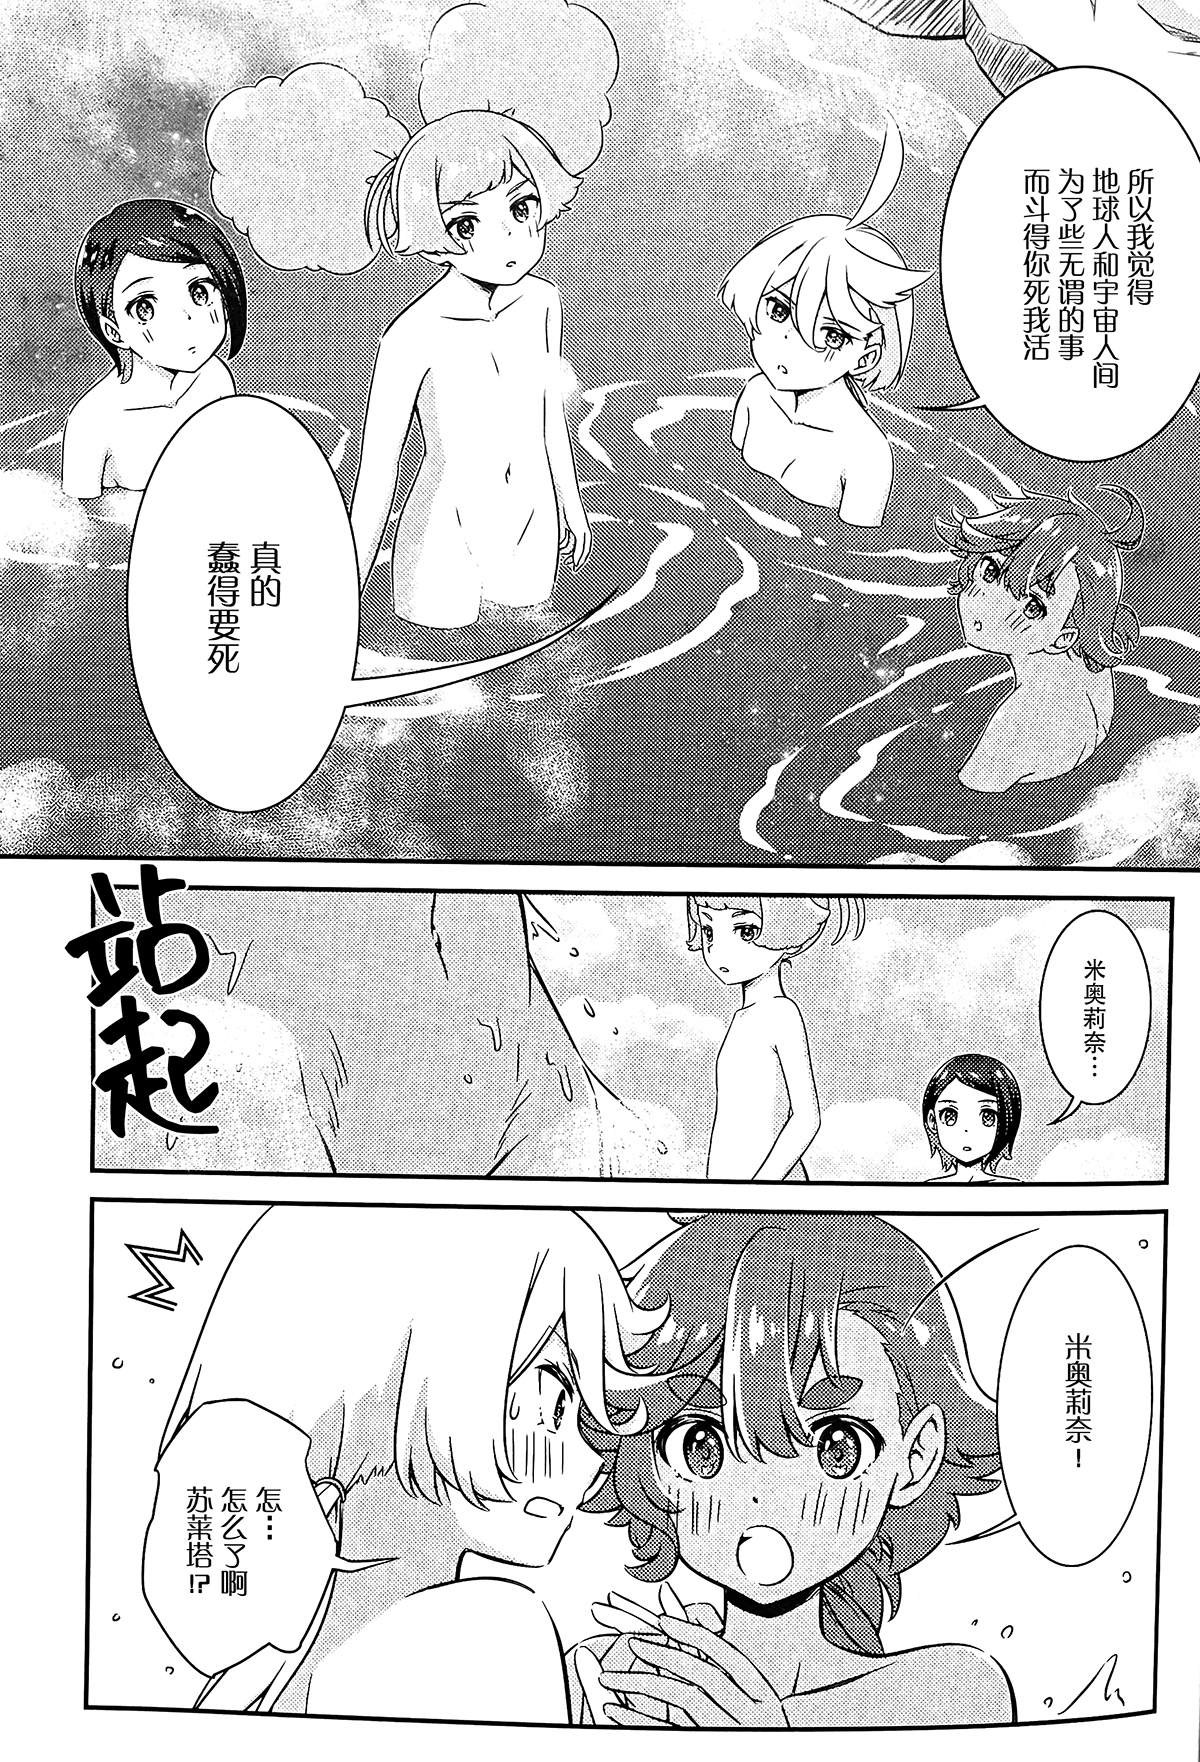 所以我觉得
地球人和宇宙人间
为了些无谓的事
而斗得你死我活
真的
蠢得要死
米奥莉奈…
站起
米奥莉奈！
怎…
怎么了啊
苏莱塔!?